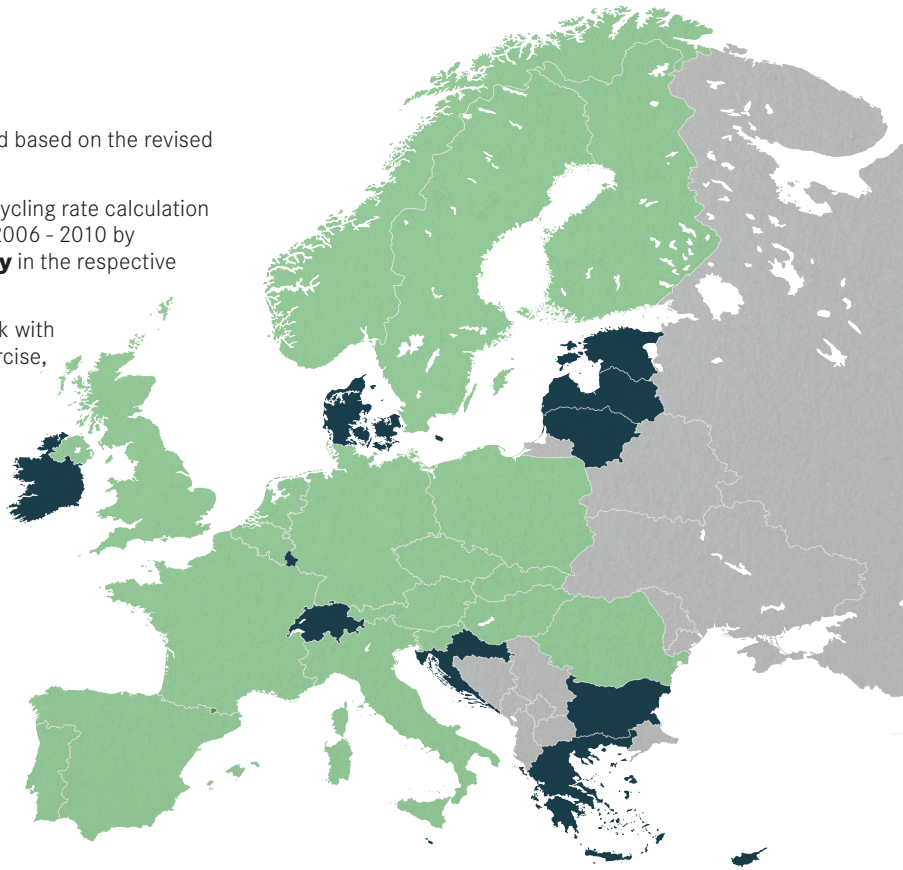 d based on the revised
ycling rate calculation
2006 - 2010 by
y in the respective
k with
rcise,